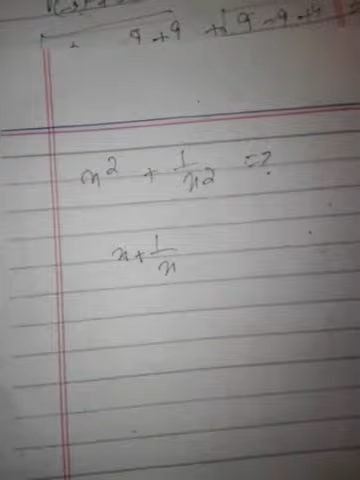 9+9
x² + 1/x² = ?
x + 1/x